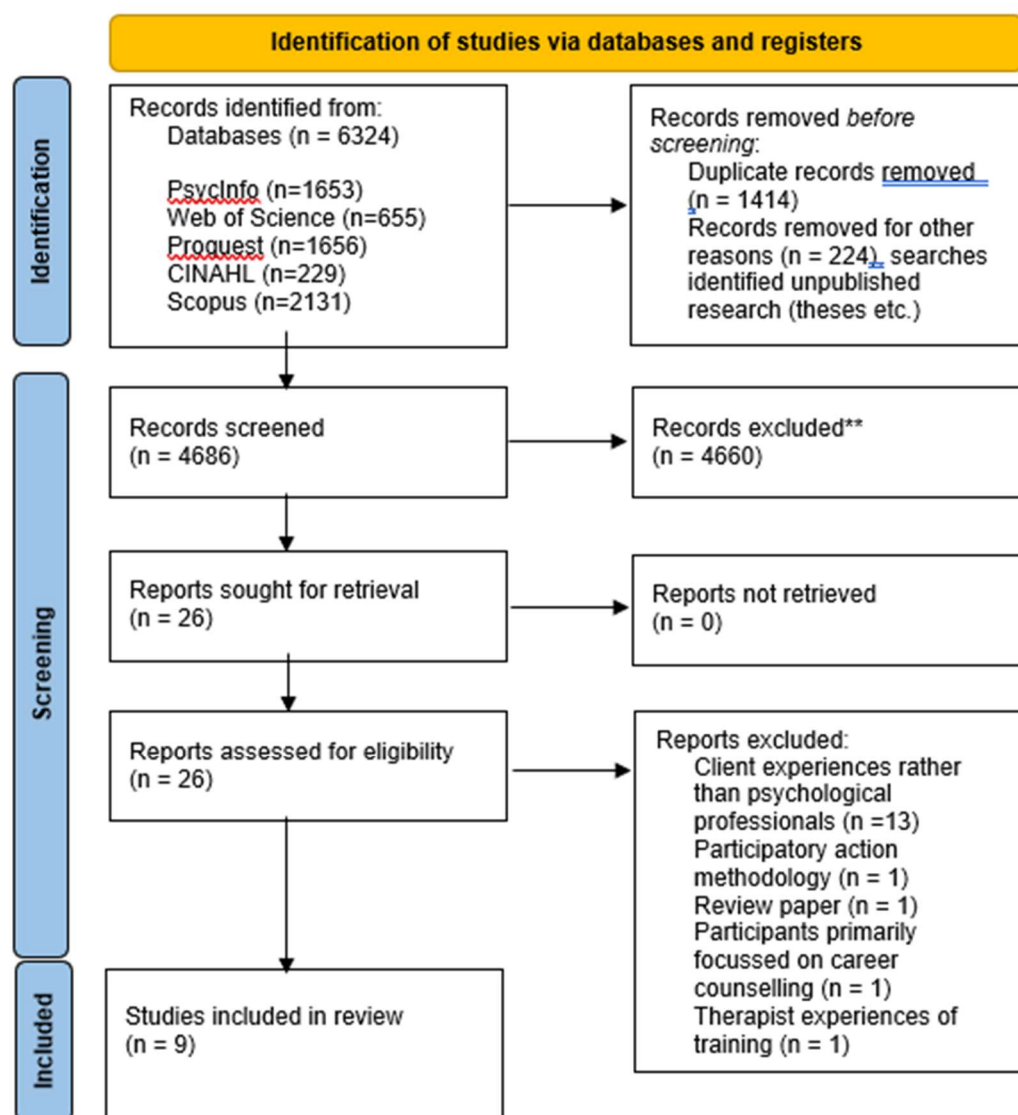 Identification of studies via databases and registers
Identification
Records identified from:
Databases (n = 6324)
PsycInfo (n=1653)
Web of Science (n=655)
Proquest (n=1656)
CINAHL (n=229)
Scopus (n=2131)
Records removed before
screening:
Duplicate records removed
(n = 1414)
Records removed for other
reasons (n = 224), searches
identified unpublished
research (theses etc.)
Screening
Records screened
(n = 4686)
Records excluded**
(n = 4660)
Reports sought for retrieval
(n = 26)
Reports not retrieved
(n = 0)
Reports assessed for eligibility
(n = 26)
Reports excluded:
Client experiences rather
than psychological
professionals (n =13)
Participatory action
methodology (n = 1)
Review paper (n = 1)
Participants primarily
focussed on career
counselling (n = 1)
Therapist experiences of
training (n = 1)
Included
Studies included in review
(n = 9)